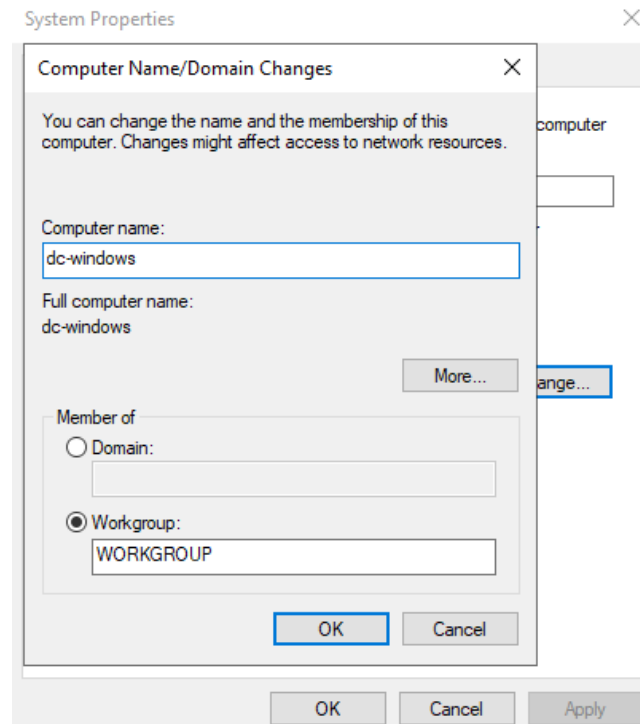 System Properties
Computer Name/Domain Changes
You can change the name and the membership of this
computer. Changes might affect access to network resources.
computer
Computer name:
dc-windows
Full computer name:
dc-windows
More...
ange...
Member of
Domain:
Workgroup:
WORKGROUP
OK
Cancel
OK
Cancel
Apply